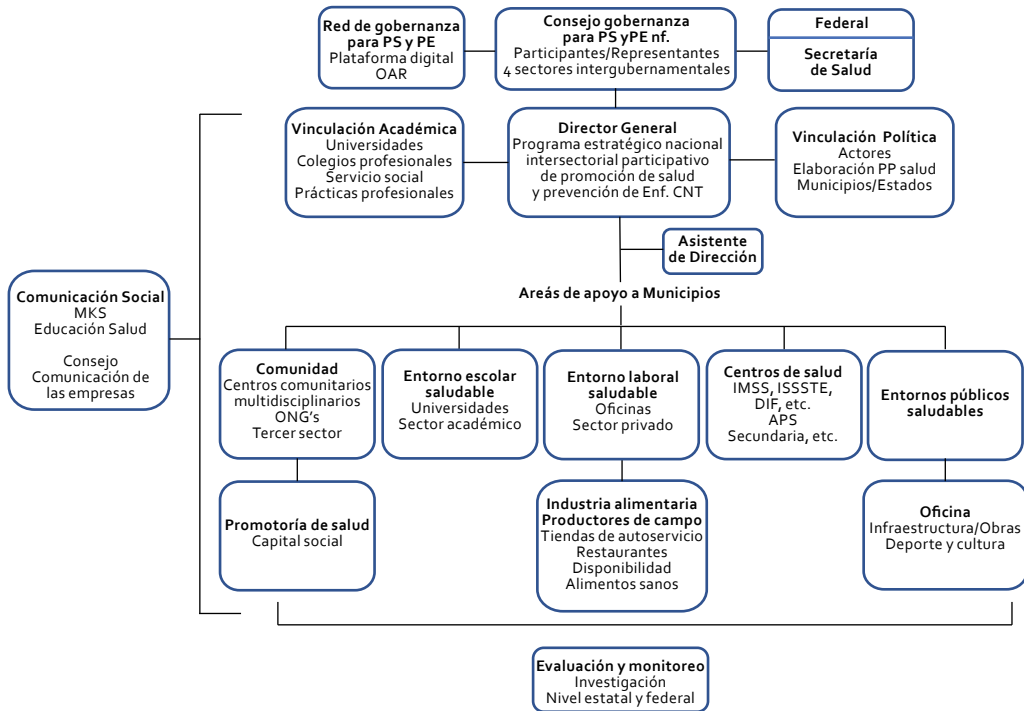 Red de gobernanza
para PS y PE
Plataforma digital
OAR
Consejo gobernanza
para PS yPE nf.
Participantes/Representantes
4 sectores intergubernamentales
Federal
Secretaría
de Salud
Vinculación Académica
Universidades
Colegios profesionales
Servicio social
Prácticas profesionales
Director General
Programa estratégico nacional
intersectorial participativo
de promoción de salud
y prevención de Enf. CNT
Vinculación Política
Actores
Elaboración PP salud
Municipios/Estados
Asistente
de Dirección
Areás de apoyo a Municipios
Comunicación Social
MKS
Educación Salud
Consejo
Comunicación de
las empresas
Comunidad
Centros comunitarios
multidisciplinarios
ONG's
Tercer sector
Entorno escolar
saludable
Universidades
Sector académico
Entorno laboral
saludable
Oficinas
Sector privado
Centros de salud
IMSS, ISSSTE,
DIF, etc.
APS
Secundaria, etc.
Entornos públicos
saludables
Promotoría de salud
Capital social
Industria alimentaria
Productores de campo
Tiendas de autoservicio
Restaurantes
Disponibilidad
Alimentos sanos
Oficina
Infraestructura/Obras
Deporte y cultura
Evaluación y monitoreo
Investigación
Nivel estatal y federal